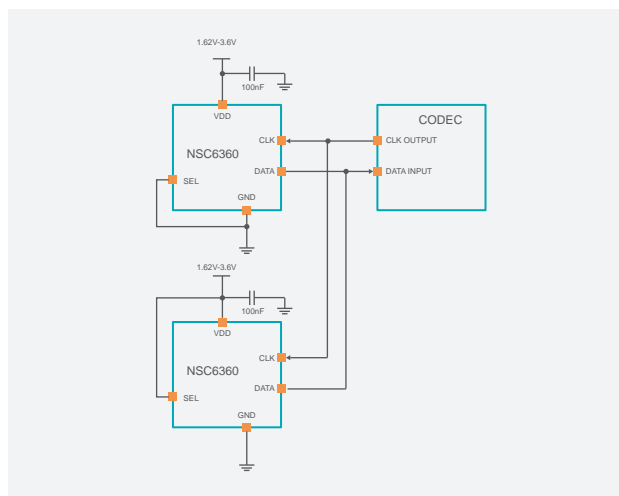 1.62V-3.6V
100nF
VDD
CODEC
CLK
CLK OUTPUT
NSC6360
DATA
DATA INPUT
SEL
GND
1.62V-3.6V
100nF
VDD
CLK
NSC6360
DATA
SEL
GND